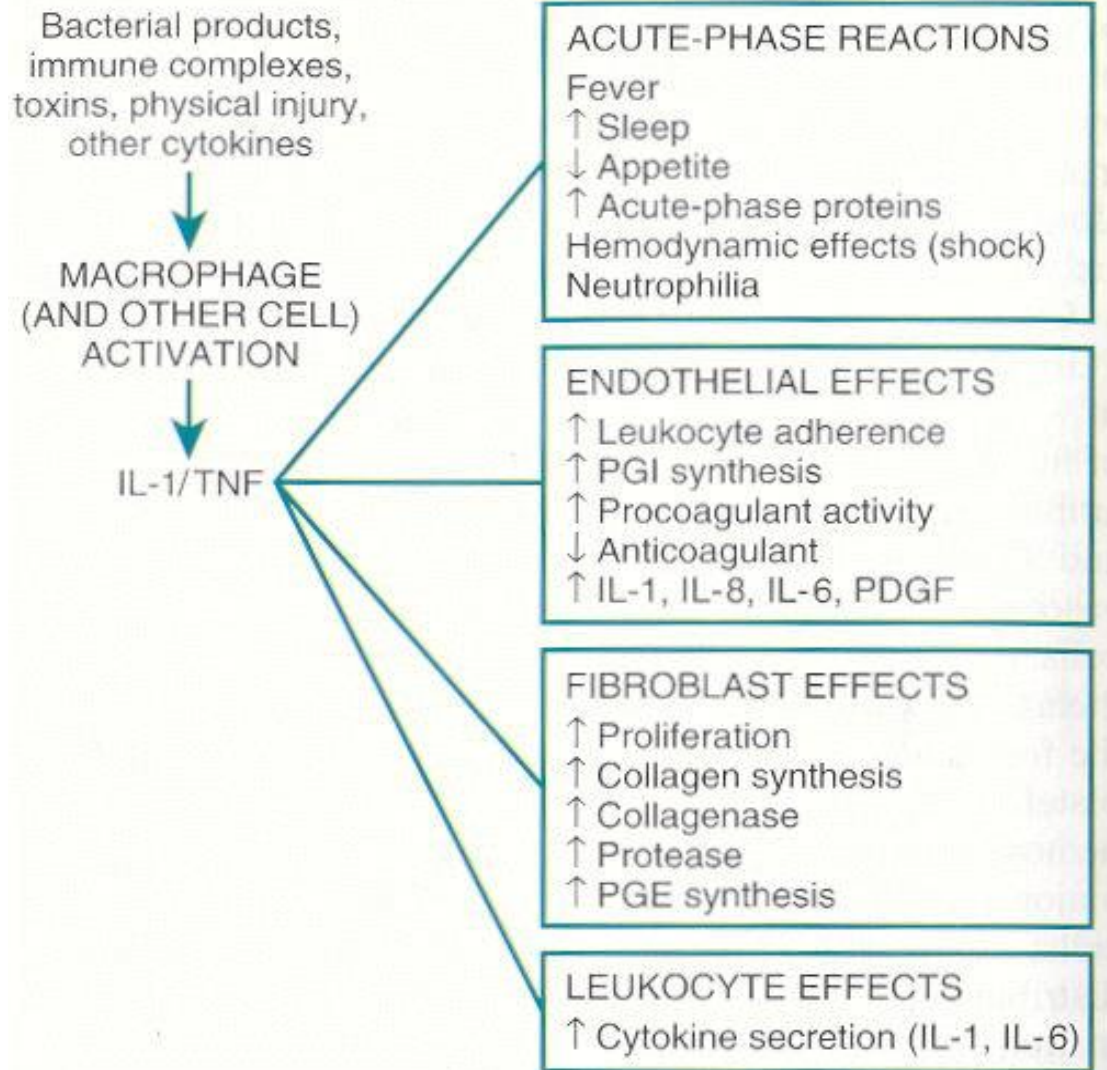 Bacterial products,
immune complexes,
toxins, physical injury,
other cytokines
MACROPHAGE
(AND OTHER CELL)
ACTIVATION
IL-1/TNF
ACUTE-PHASE REACTIONS
Fever
↑ Sleep
↓ Appetite
↑ Acute-phase proteins
Hemodynamic effects (shock)
Neutrophilia
ENDOTHELIAL EFFECTS
↑ Leukocyte adherence
↑ PGI synthesis
↑ Procoagulant activity
↓ Anticoagulant
↑ IL-1, IL-8, IL-6, PDGF
FIBROBLAST EFFECTS
↑ Proliferation
↑ Collagen synthesis
↑ Collagenase
↑ Protease
↑ PGE synthesis
LEUKOCYTE EFFECTS
↑ Cytokine secretion (IL-1, IL-6)